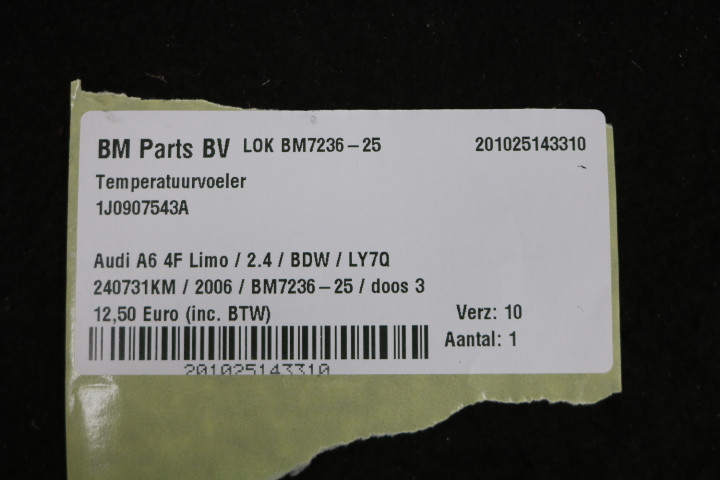 BM Parts BV LOK BM7236-25 201025143310
Temperatuurvoeler
1J0907543A
Audi A6 4F Limo / 2.4 / BDW / LY7Q
240731KM / 2006 / BM7236-25 / doos 3
12,50 Euro (inc. BTW) Verz: 10
Aantal: 1
201025143310